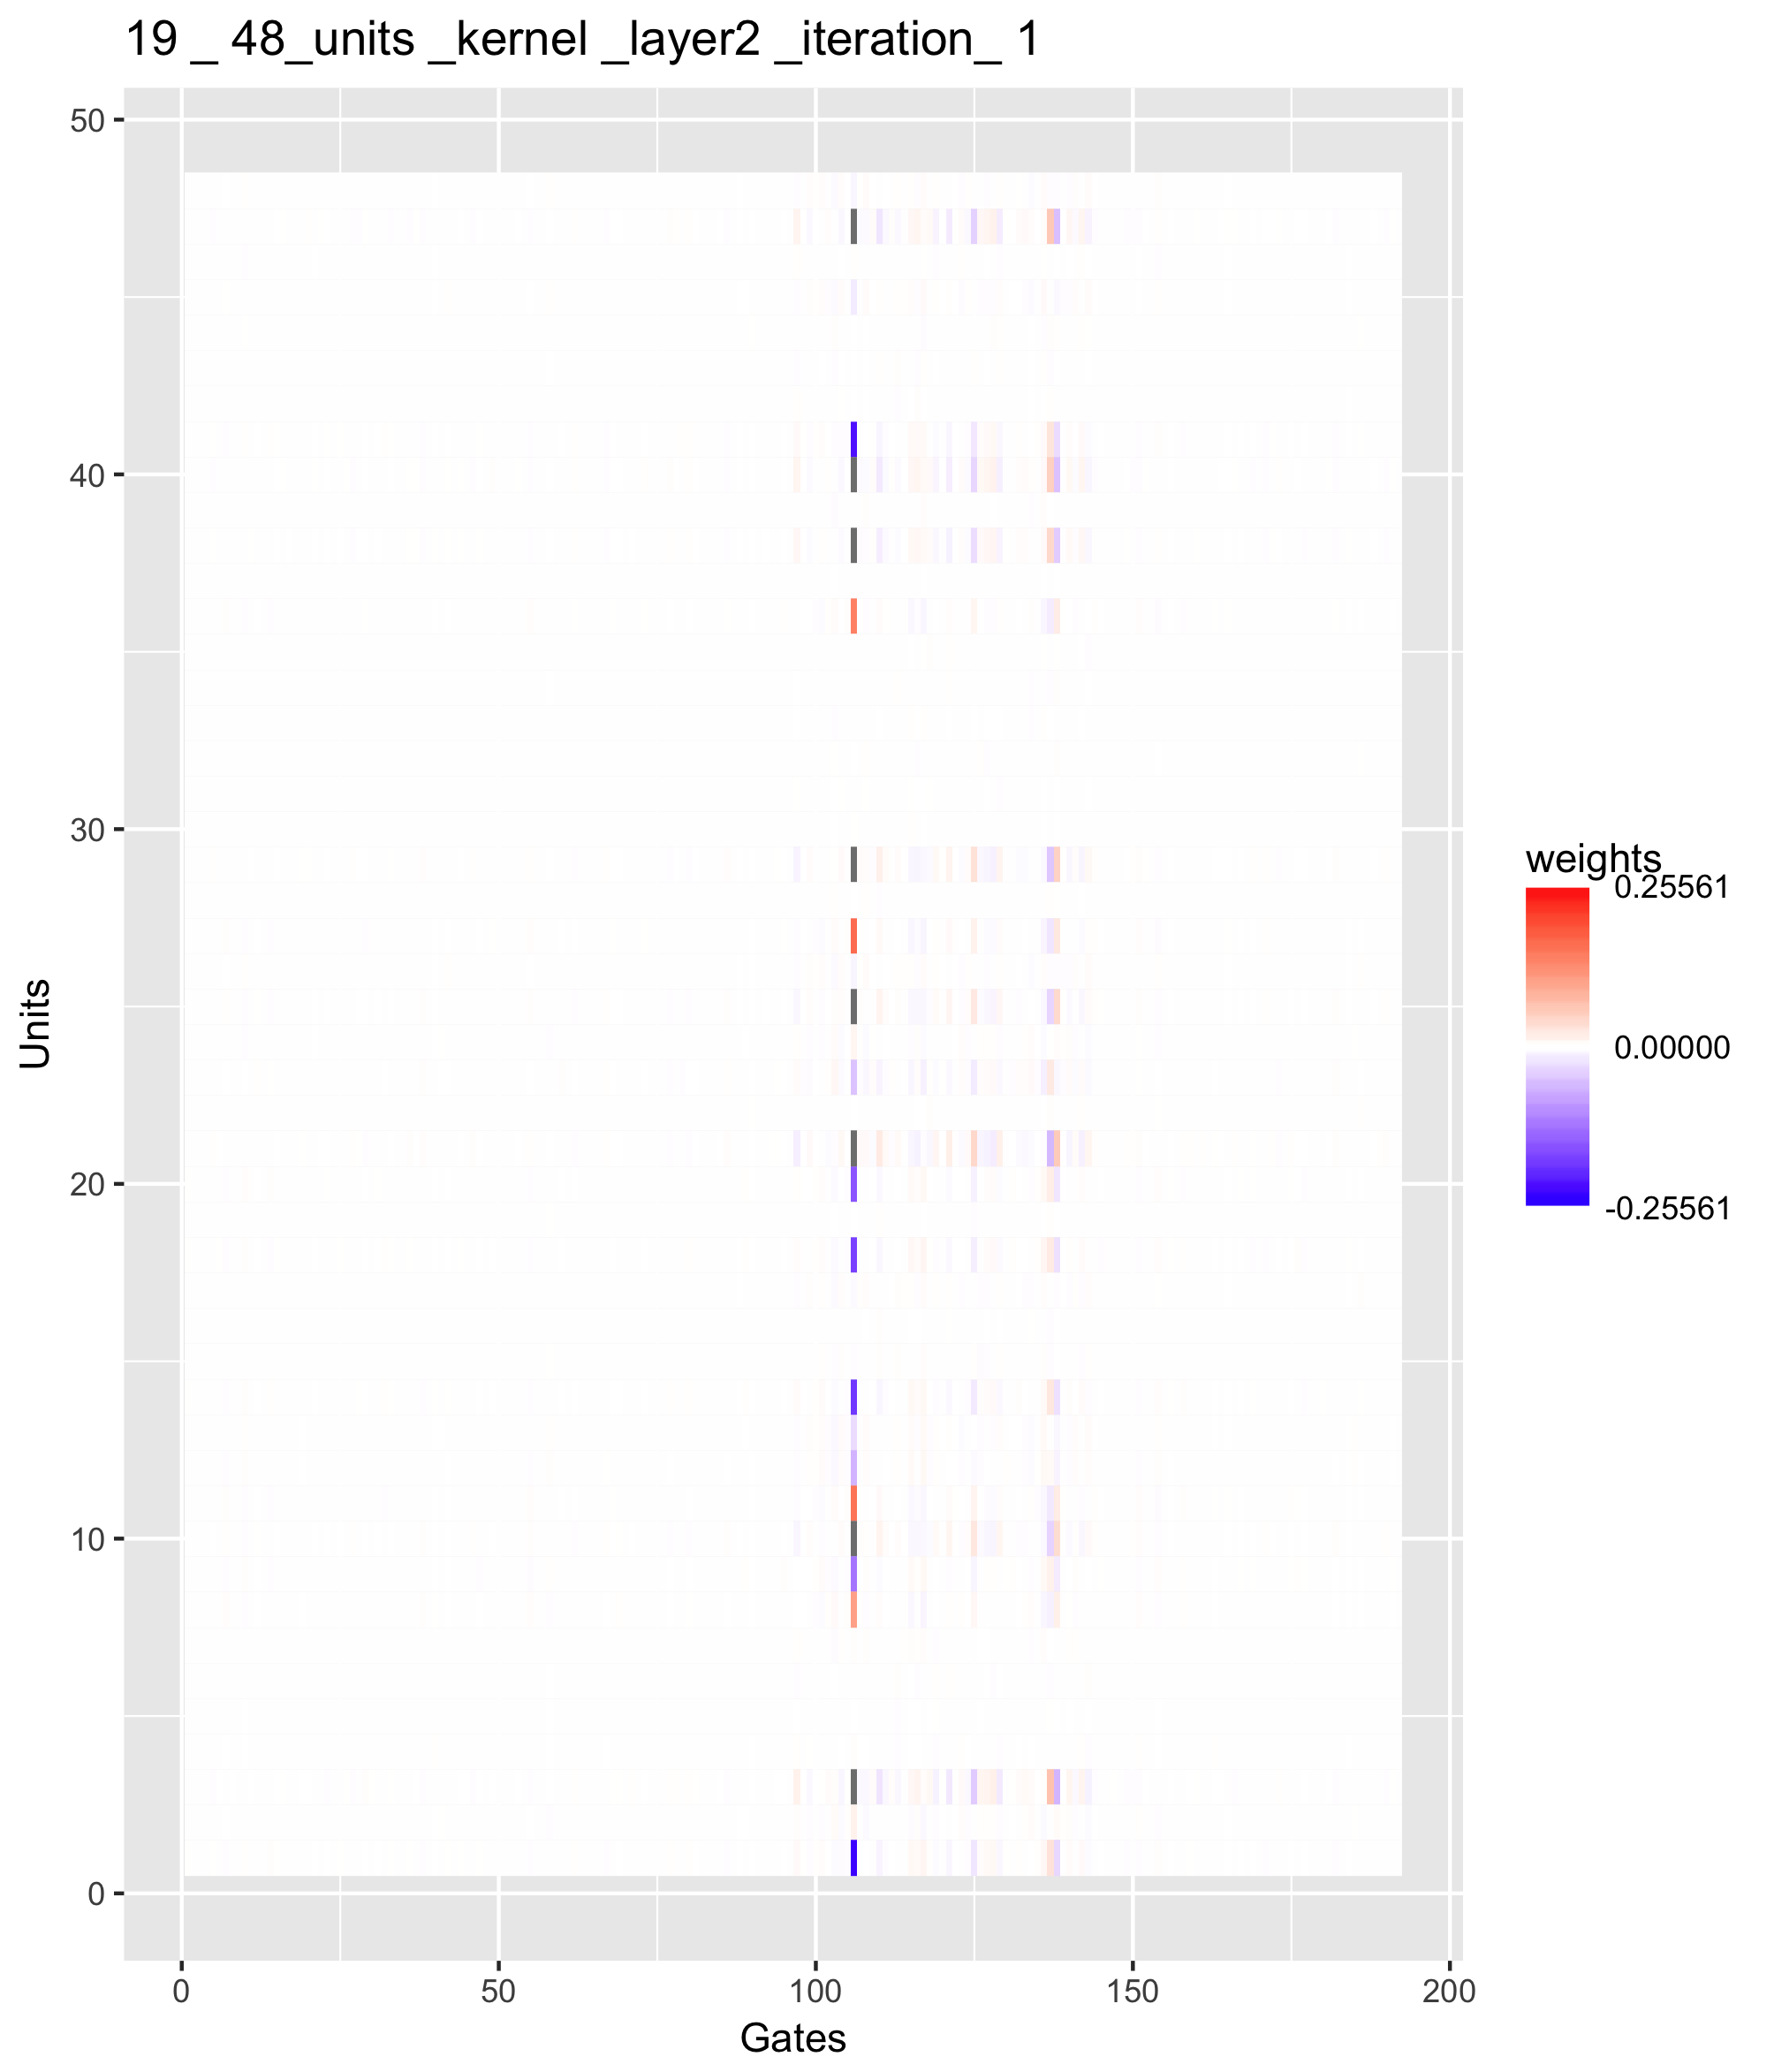 19 _ 48_units _kernel _layer2 _iteration_ 1
50
40
30
20
10
0
Units
0 50 100 150 200
Gates
weights
0.25561
0.00000
-0.25561